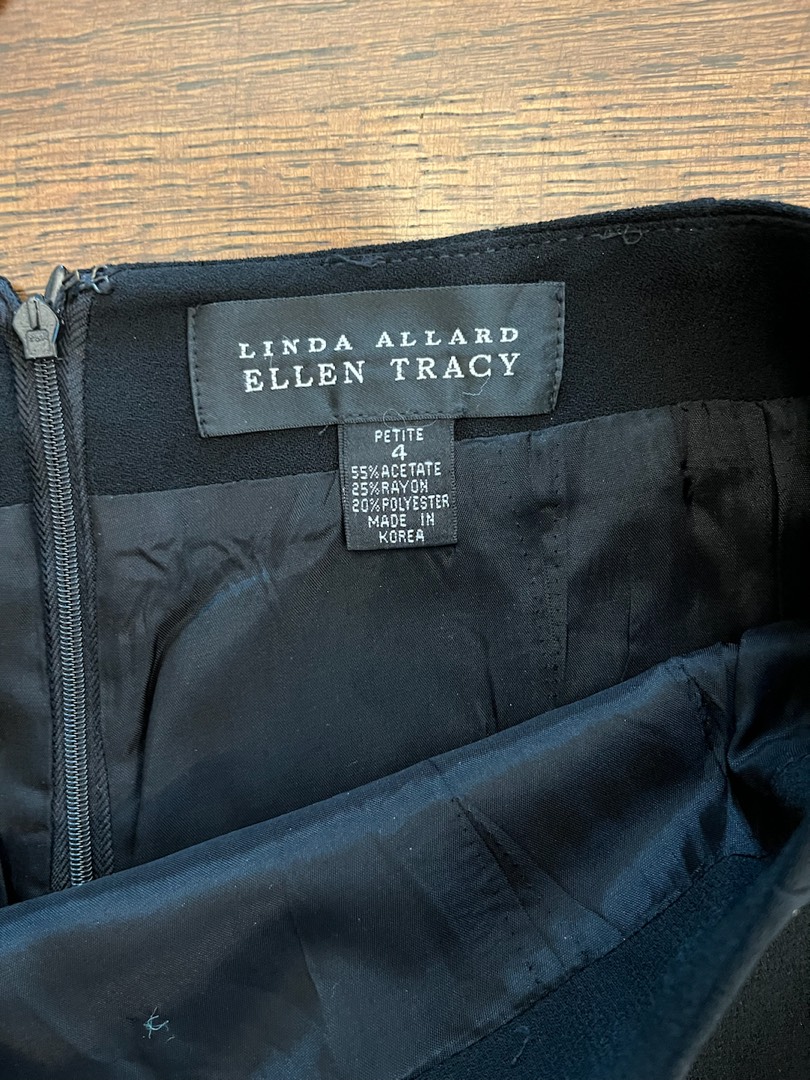 LINDA ALLARD
ELLEN TRACY
PETITE
4
55%ACETATE
25%RAYON
20%POLYESTER
MADE IN
KOREA